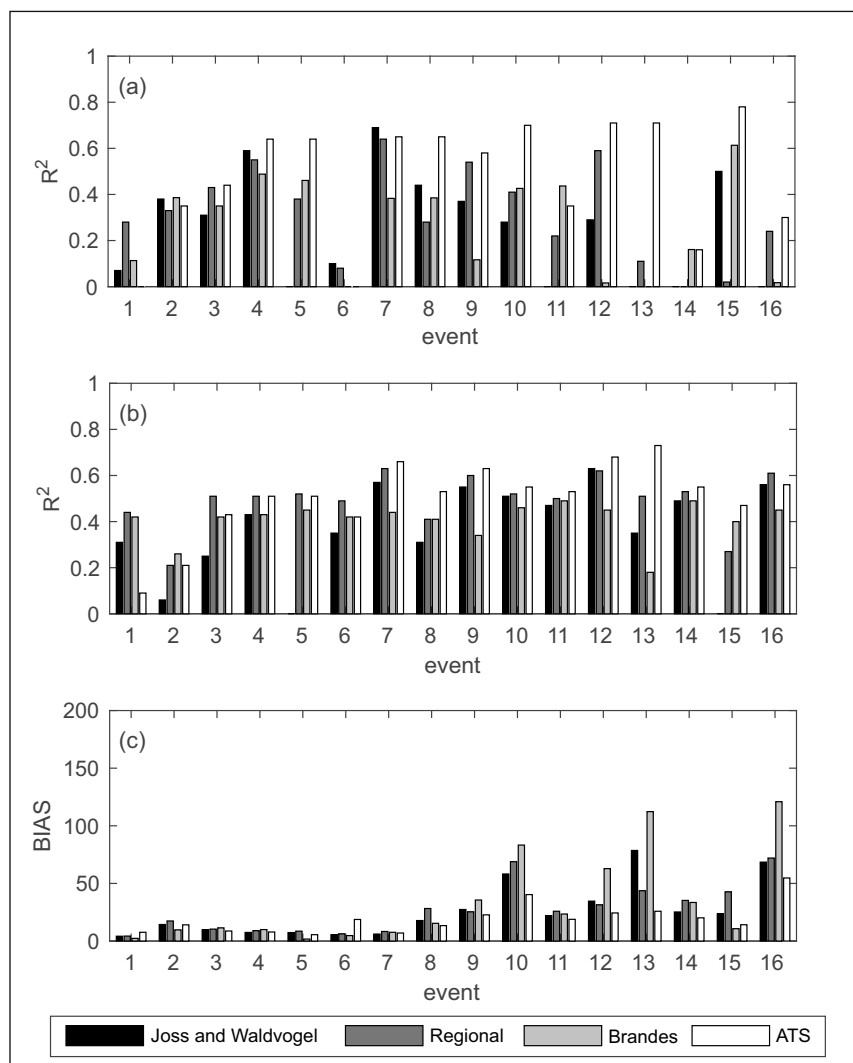 1
(a)
0.8
0.6
R²
0.4
0.2
0
1 2 3 4 5 6 7 8 9 10 11 12 13 14 15 16
event
1
(b)
0.8
0.6
R²
0.4
0.2
0
1 2 3 4 5 6 7 8 9 10 11 12 13 14 15 16
event
200
(c)
150
BIAS
100
50
0
1 2 3 4 5 6 7 8 9 10 11 12 13 14 15 16
event
Joss and Waldvogel Regional Brandes ATS